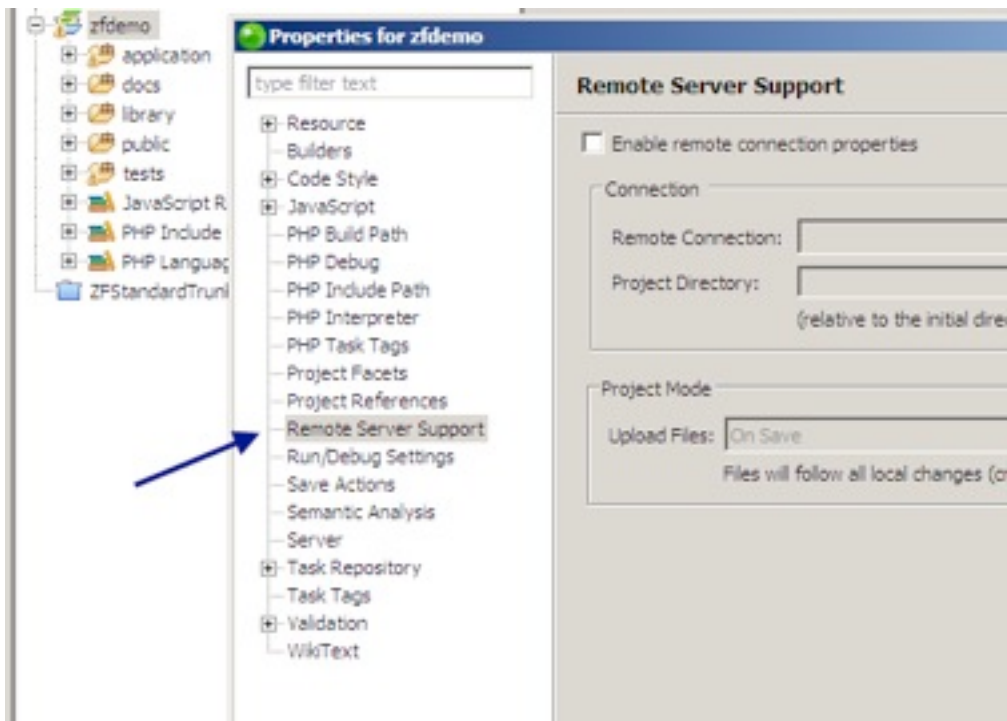 zfdemo
application
docs
library
public
tests
JavaScript R
PHP Include
PHP Languag
ZFStandardTrun
Properties for zfdemo
type filter text
Resource
Builders
Code Style
JavaScript
PHP Build Path
PHP Debug
PHP Include Path
PHP Interpreter
PHP Task Tags
Project Facets
Project References
Remote Server Support
Run/Debug Settings
Save Actions
Semantic Analysis
Server
Task Repository
Task Tags
Validation
WikiText
Remote Server Support
Enable remote connection properties
Connection
Remote Connection:
Project Directory:
(relative to the initial dire
Project Mode
Upload Files: On Save
Files will follow all local changes (cr